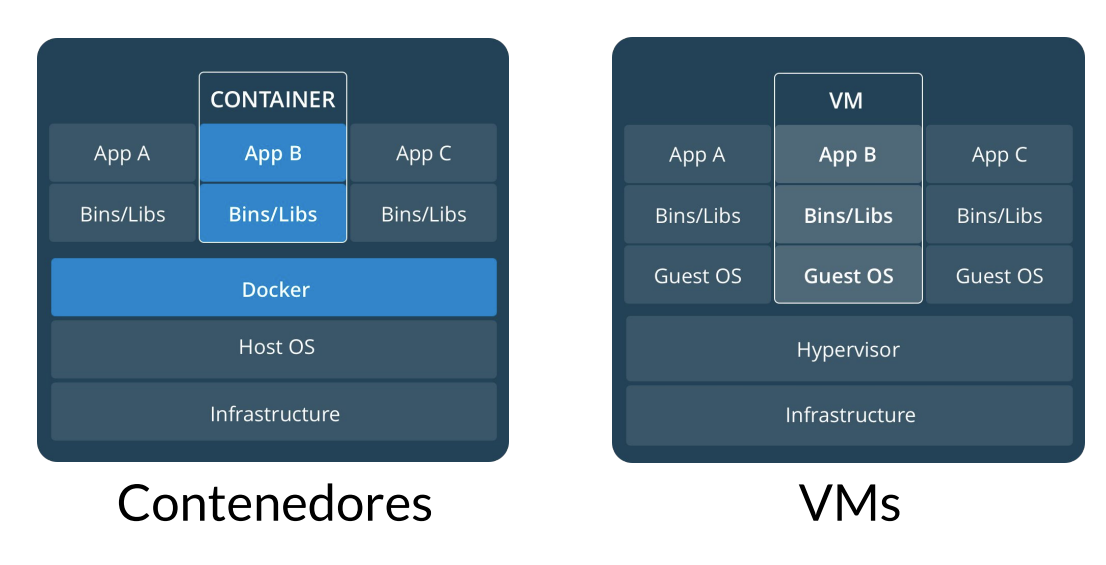 CONTAINER
App A
App B
App C
Bins/Libs
Bins/Libs
Bins/Libs
Docker
Host OS
Infrastructure
Contenedores
VM
App A
App B
App C
Bins/Libs
Bins/Libs
Bins/Libs
Guest OS
Guest OS
Guest OS
Hypervisor
Infrastructure
VMs